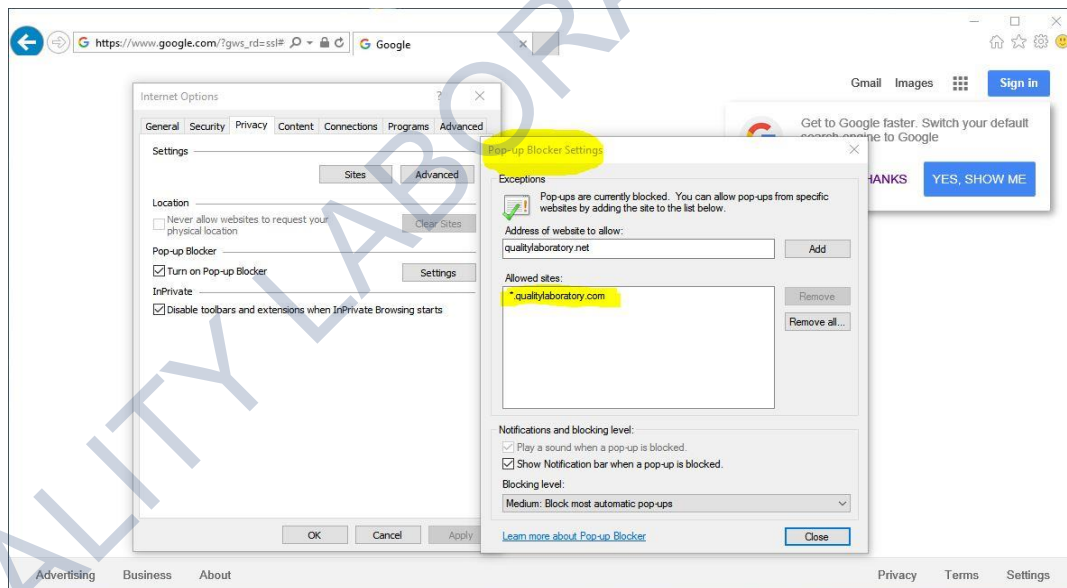 https://www.google.com/?gws_rd=ssl#
Google
Gmail Images
Sign in
Get to Google faster. Switch your default
search engine to Google
HANKS
YES, SHOW ME
Internet Options
?
General Security Privacy Content Connections Programs Advanced
Settings
Sites Advanced
Location
Never allow websites to request your
physical location
Clear Sites
Pop-up Blocker
Turn on Pop-up Blocker
Settings
InPrivate
Disable toolbars and extensions when InPrivate Browsing starts
OK Cancel Apply
Pop-up Blocker Settings
Exceptions
Pop-ups are currently blocked. You can allow pop-ups from specific
websites by adding the site to the list below.
Address of website to allow:
qualitylaboratory.net
Add
Allowed sites:
*.qualitylaboratory.com
Remove
Remove all...
Notifications and blocking level:
Play a sound when a pop-up is blocked.
Show Notification bar when a pop-up is blocked.
Blocking level:
Medium: Block most automatic pop-ups
Learn more about Pop-up Blocker
Close
Advertising Business About
Privacy Terms Settings
ALITY LABORA